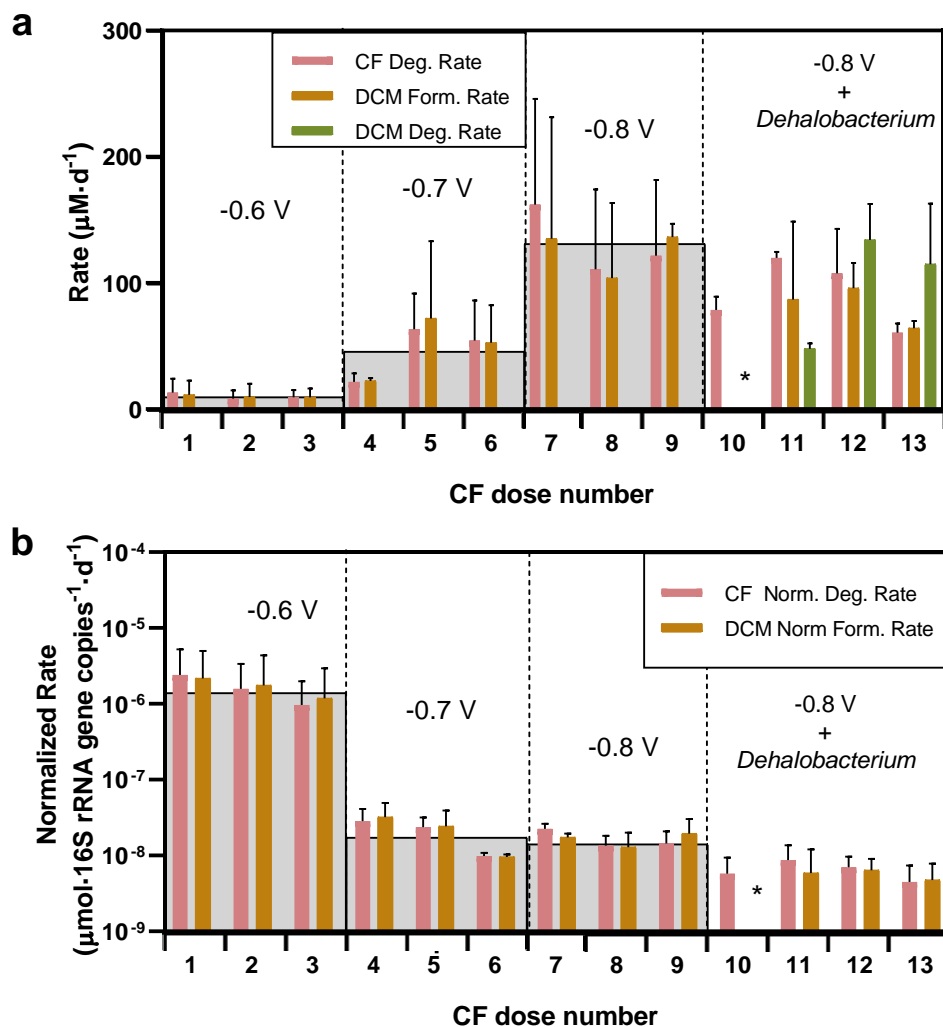 a
300
200
100
0
Rate (μM·d⁻¹)
CF Deg. Rate
DCM Form. Rate
DCM Deg. Rate
-0.6 V
-0.7 V
-0.8 V
-0.8 V
+
Dehalobacterium
*
1 2 3 4 5 6 7 8 9 10 11 12 13
CF dose number
b
10⁻⁴
10⁻⁵
10⁻⁶
10⁻⁷
10⁻⁸
10⁻⁹
Normalized Rate
(μmol·16S rRNA gene copies⁻¹·d⁻¹)
CF Norm. Deg. Rate
DCM Norm Form. Rate
-0.6 V
-0.7 V
-0.8 V
-0.8 V
+
Dehalobacterium
*
1 2 3 4 5 6 7 8 9 10 11 12 13
CF dose number